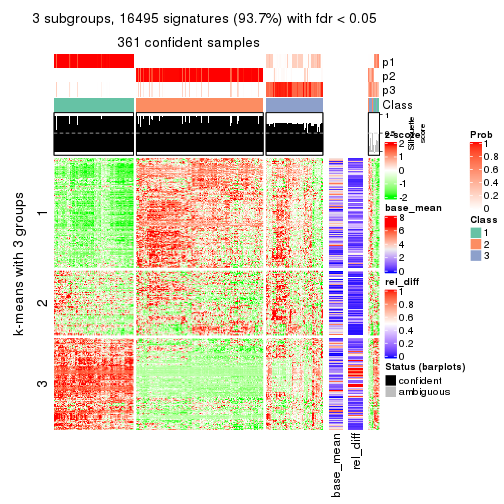 3 subgroups, 16495 signatures (93.7%) with fdr < 0.05
361 confident samples
p1
p2
p3
Class
1
0.5
0
Silhouette
score
z-score
2
1
0
-1
-2
base_mean
8
6
4
2
0
rel_diff
1
0.8
0.6
0.4
0.2
0
Status (barplots)
confident
ambiguous
Prob
1
0.8
0.6
0.4
0.2
0
Class
1
2
3
k-means with 3 groups
1
2
3
base_mean
rel_diff